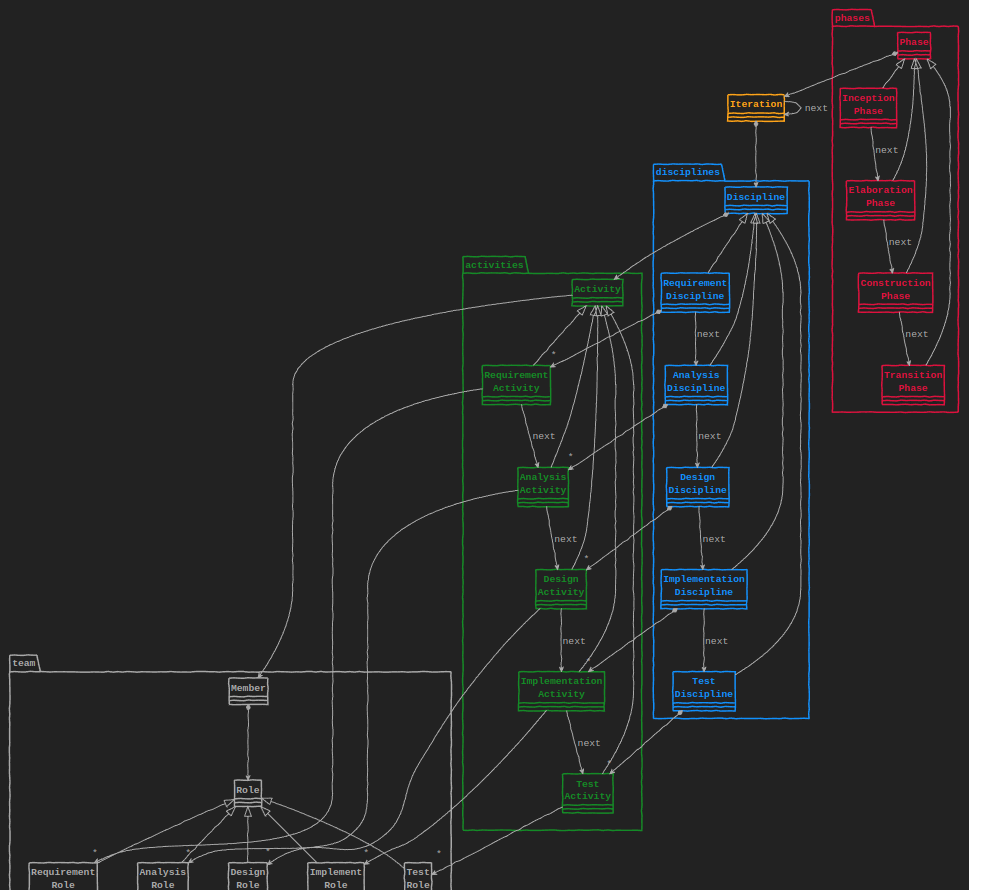 phases
Phase
Iteration
next
Inception
Phase
next
disciplines
Discipline
Elaboration
Phase
next
activities
Activity
Requirement
Discipline
Construction
Phase
next
next
*
Requirement
Activity
Analysis
Discipline
Transition
Phase
next
next
*
Analysis
Activity
Design
Discipline
next
next
*
Design
Activity
Implementation
Discipline
next
next
team
Member
Implementation
Activity
Test
Discipline
next
*
Test
Activity
Role
* * * * *
Requirement
Role
Analysis
Role
Design
Role
Implement
Role
Test
Role